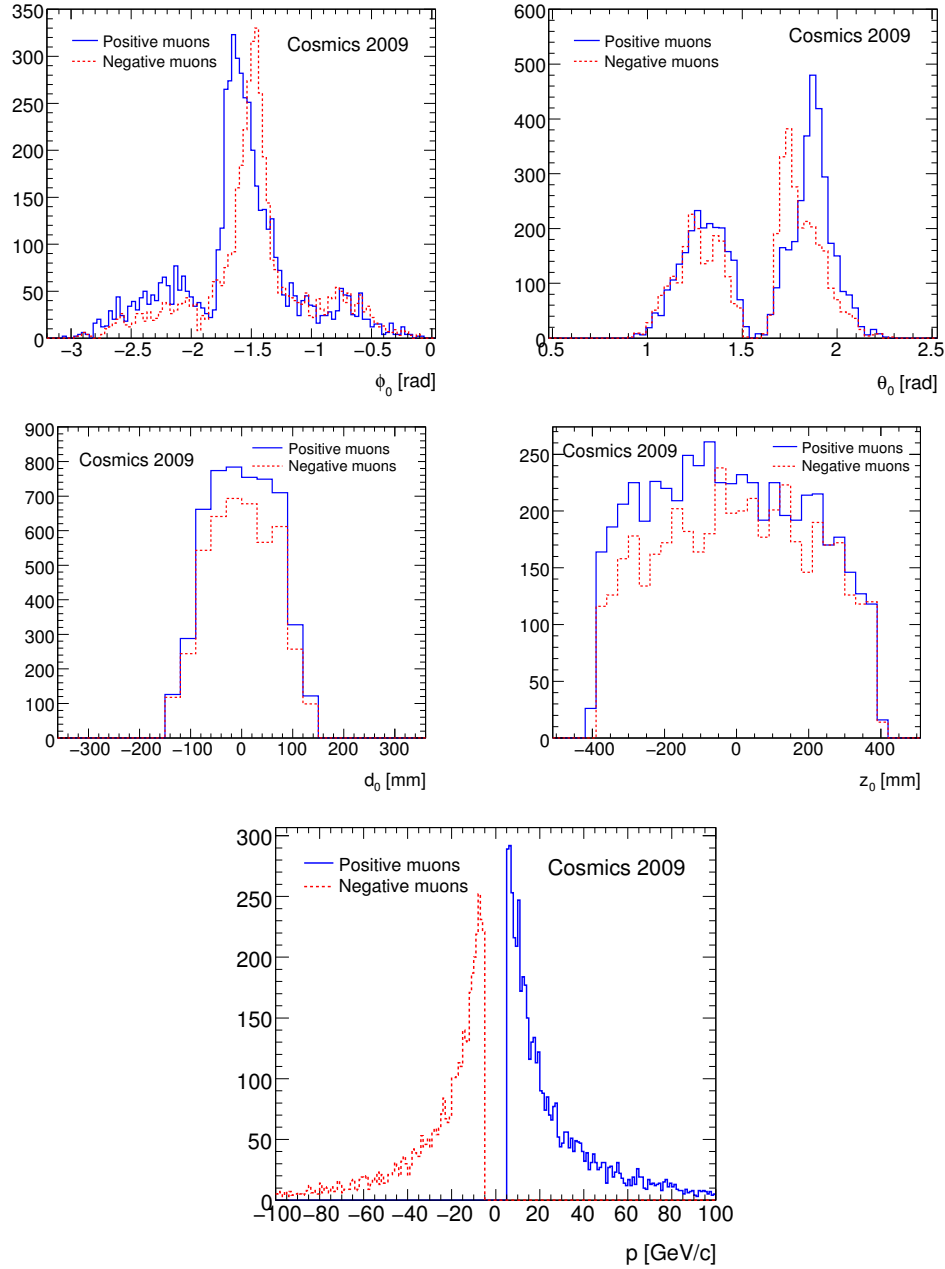 350
300
250
200
150
100
50
0
Positive muons
Negative muons
Cosmics 2009
−3 −2.5 −2 −1.5 −1 −0.5 0
ϕ₀ [rad]
600
500
400
300
200
100
0
Positive muons
Negative muons
Cosmics 2009
0.5 1 1.5 2 2.5
θ₀ [rad]
900
800
700
600
500
400
300
200
100
0
Cosmics 2009
Positive muons
Negative muons
−300 −200 −100 0 100 200 300
d₀ [mm]
250
200
150
100
50
0
Cosmics 2009
Positive muons
Negative muons
−400 −200 0 200 400
z₀ [mm]
300
250
200
150
100
50
0
Positive muons
Negative muons
Cosmics 2009
−100 −80 −60 −40 −20 0 20 40 60 80 100
p [GeV/c]